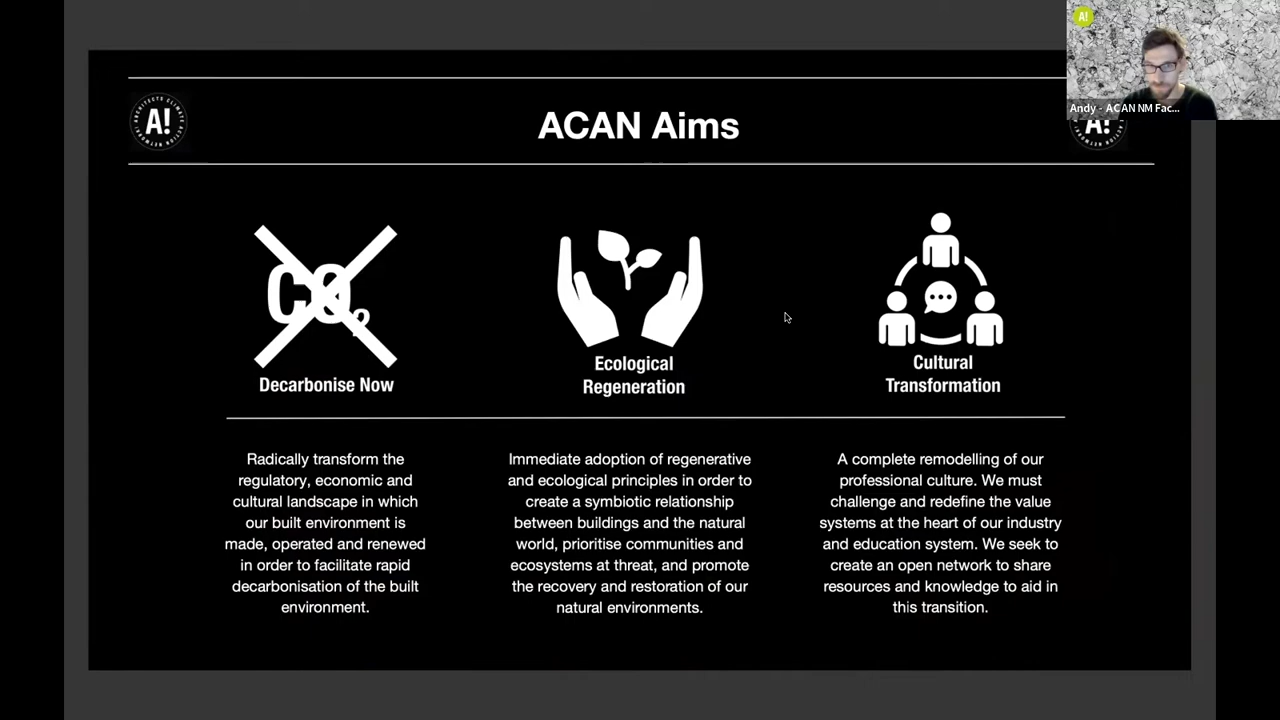 A!
Andy - ACAN NM Fac...
ARCHITECTS CLIMATE ACTION NETWORK!
A!
ACAN Aims
A!
CO2
Decarbonise Now
Ecological
Regeneration
Cultural
Transformation
Radically transform the
regulatory, economic and
cultural landscape in which
our built environment is
made, operated and renewed
in order to facilitate rapid
decarbonisation of the built
environment.
Immediate adoption of regenerative
and ecological principles in order to
create a symbiotic relationship
between buildings and the natural
world, prioritise communities and
ecosystems at threat, and promote
the recovery and restoration of our
natural environments.
A complete remodelling of our
professional culture. We must
challenge and redefine the value
systems at the heart of our industry
and education system. We seek to
create an open network to share
resources and knowledge to aid in
this transition.